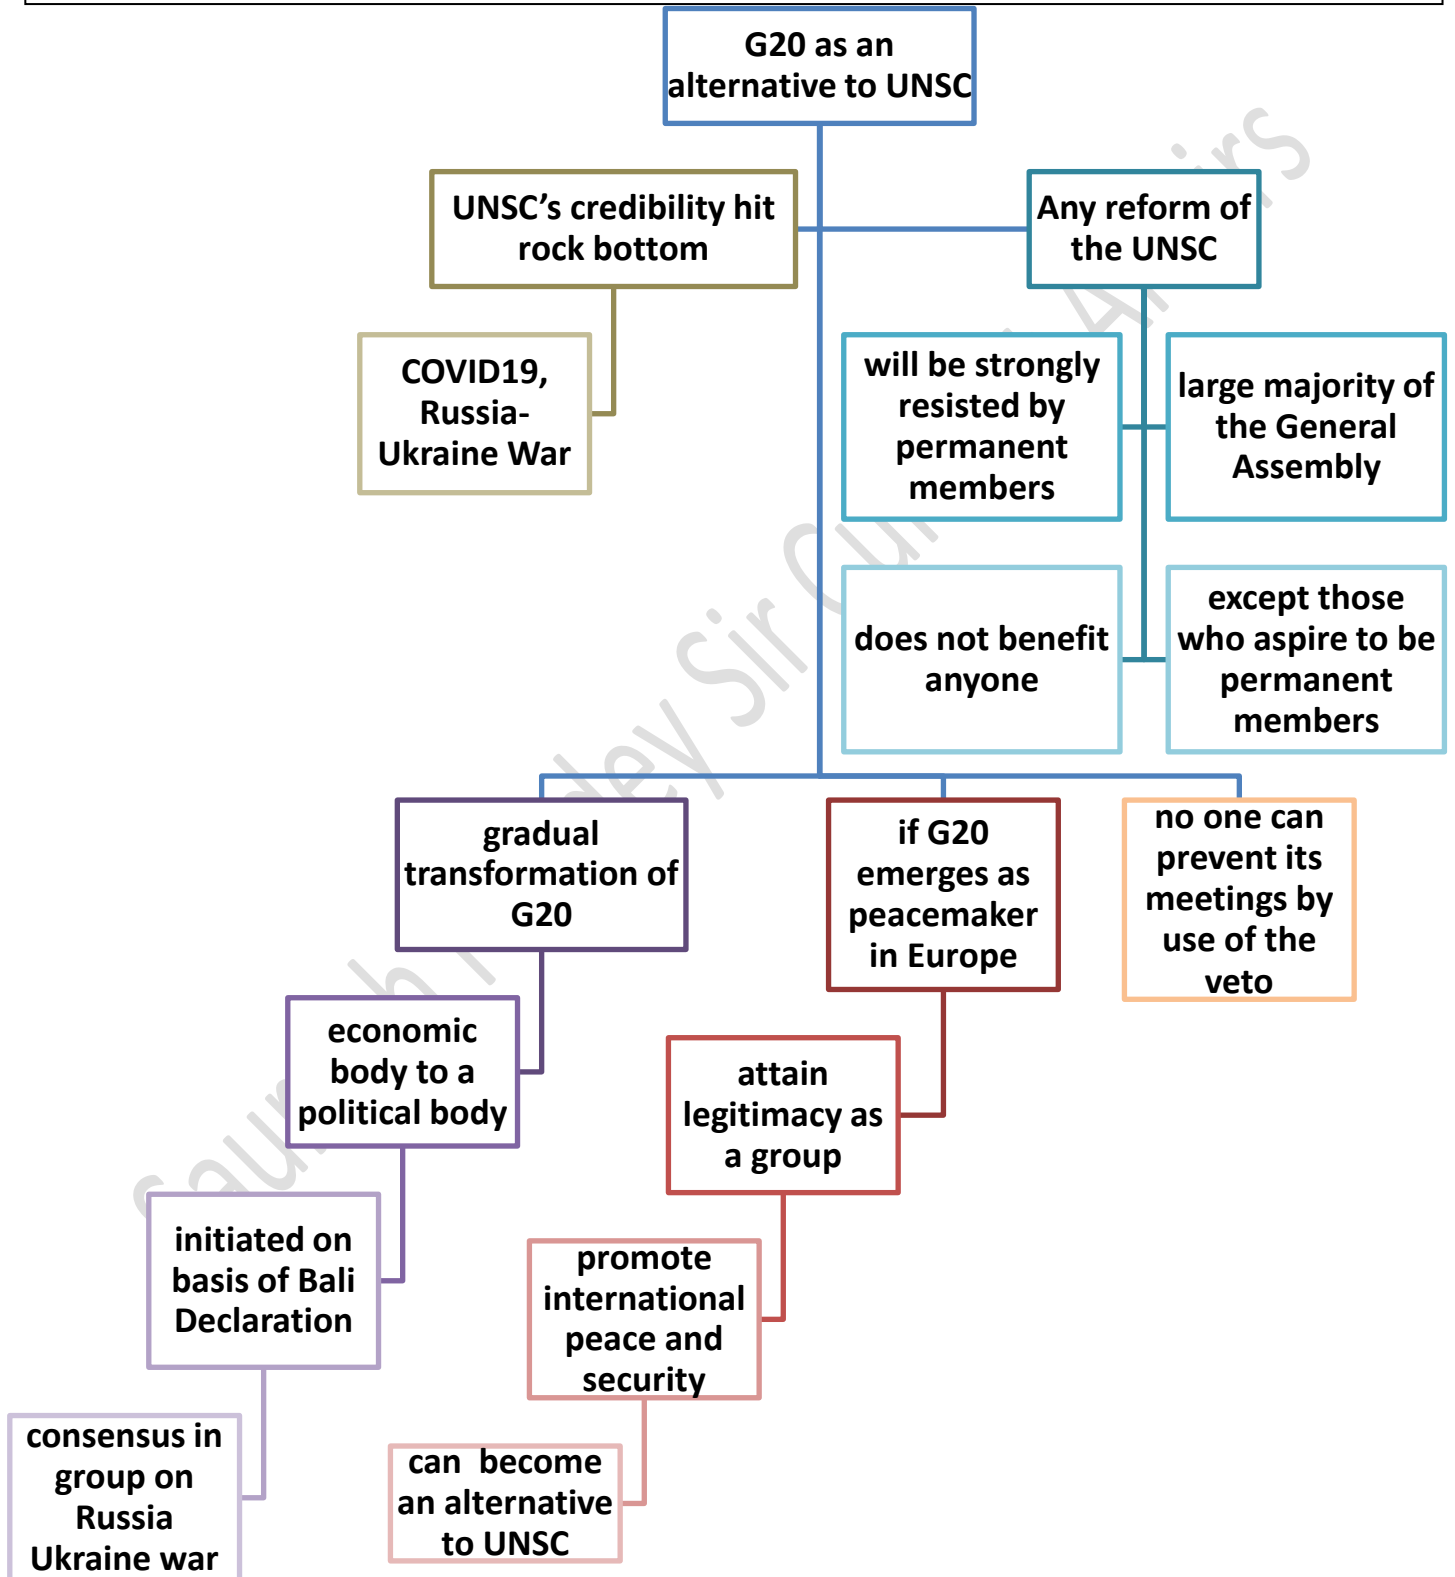 G20 as an
alternative to UNSC
UNSC’s credibility hit
rock bottom
Any reform of
the UNSC
COVID19,
Russia-
Ukraine War
will be strongly
resisted by
permanent
members
large majority of
the General
Assembly
does not benefit
anyone
except those
who aspire to be
permanent
members
gradual
transformation of
G20
if G20
emerges as
peacemaker
in Europe
no one can
prevent its
meetings by
use of the
veto
economic
body to a
political body
attain
legitimacy as
a group
initiated on
basis of Bali
Declaration
promote
international
peace and
security
consensus in
group on
Russia
Ukraine war
can become
an alternative
to UNSC
Sir